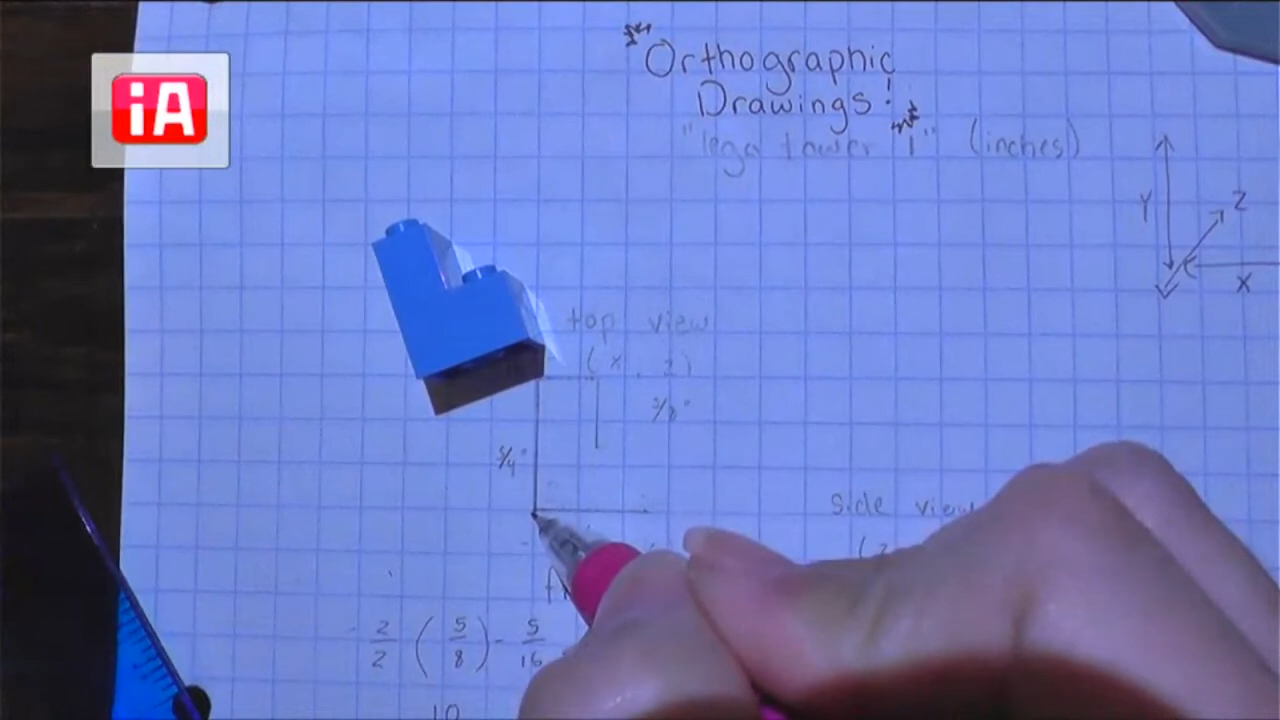 iA
Orthographic
Drawings!
"lego tower 1" (inches)
Y
Z
X
top view
(x, z)
5/8"
3/4"
side view
2/2 (5/8) - 5/16
10